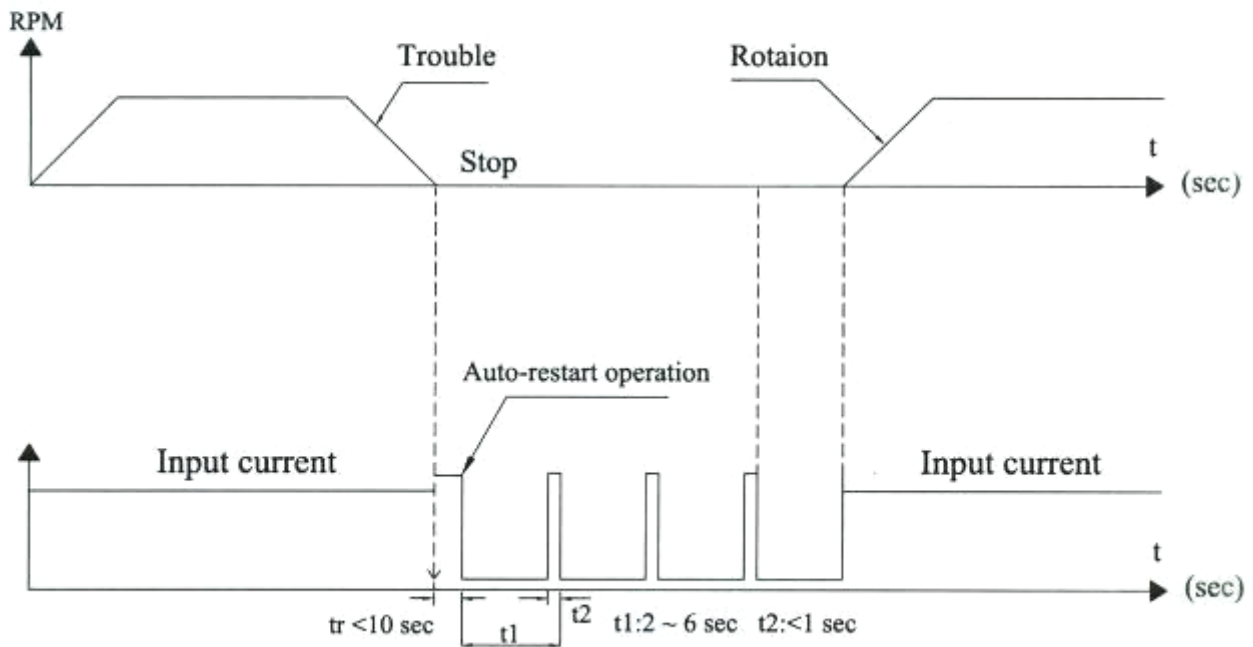 RPM
Trouble
Rotaion
Stop
t
(sec)
Auto-restart operation
Input current
Input current
t
(sec)
tr <10 sec
t1
t2
t1:2 ~ 6 sec
t2:<1 sec